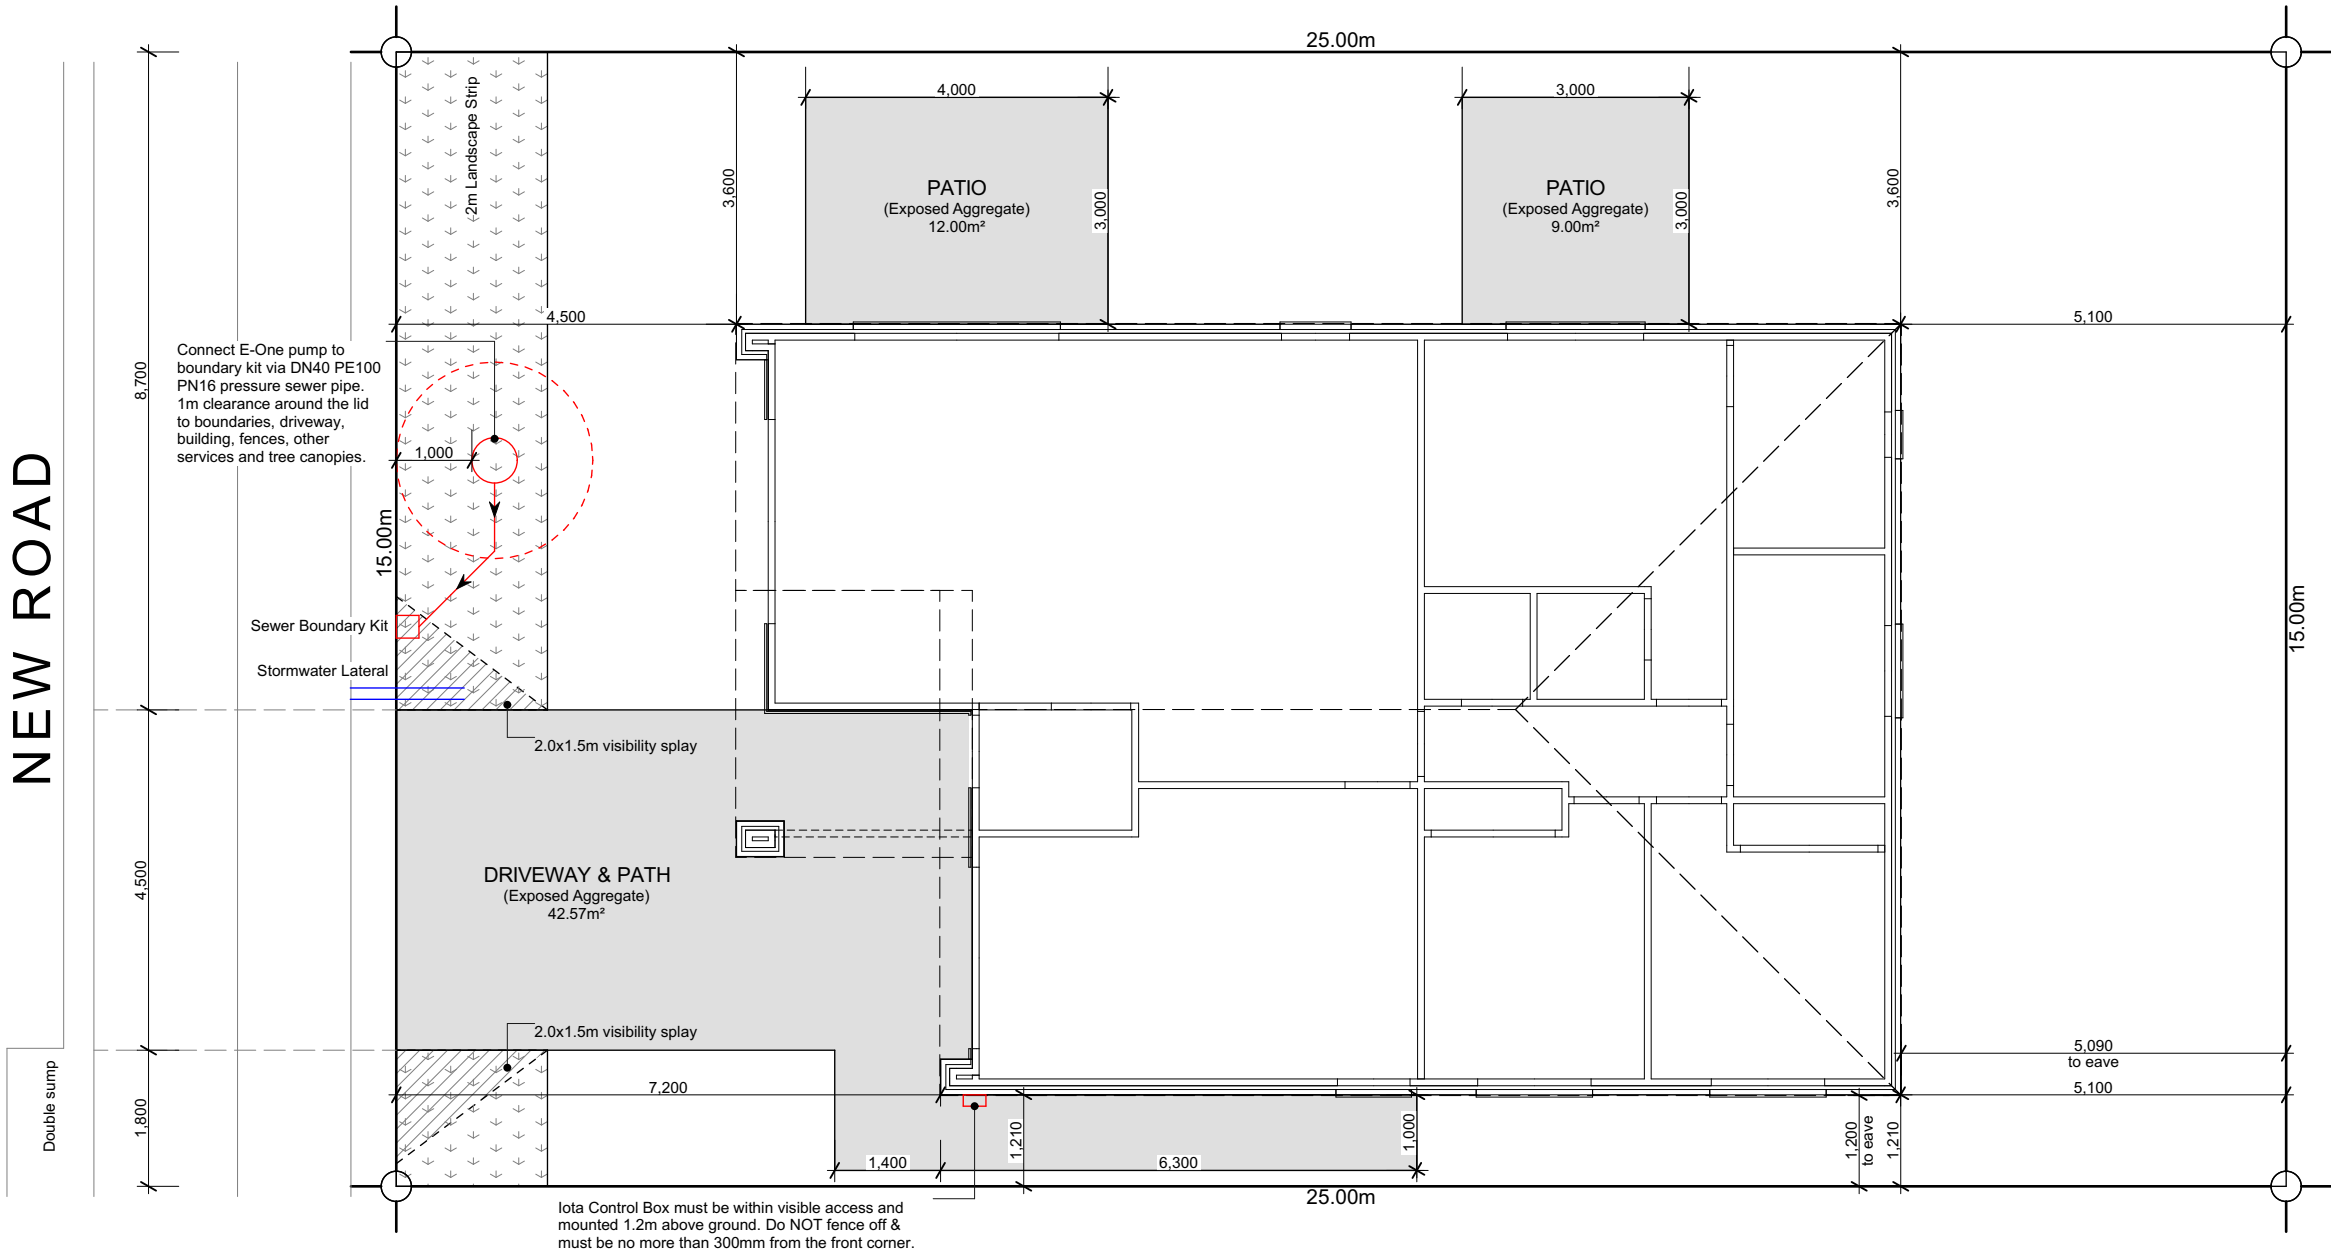 25.00m
4,000
3,000
2m Landscape Strip
3,600
PATIO
(Exposed Aggregate)
12.00m²
3,000
PATIO
(Exposed Aggregate)
9.00m²
3,000
3,600
4,500
5,100
Connect E-One pump to
boundary kit via DN40 PE100
PN16 pressure sewer pipe.
1m clearance around the lid
to boundaries, driveway,
building, fences, other
services and tree canopies.
8,700
1,000
NEW ROAD
15.00m
15.00m
Sewer Boundary Kit
Stormwater Lateral
2.0x1.5m visibility splay
4,500
DRIVEWAY & PATH
(Exposed Aggregate)
42.57m²
2.0x1.5m visibility splay
5,090
to eave
5,100
Double sump
1,800
7,200
1,210
1,000
1,200
to eave
1,210
1,400
6,300
25.00m
Iota Control Box must be within visible access and
mounted 1.2m above ground. Do NOT fence off &
must be no more than 300mm from the front corner.